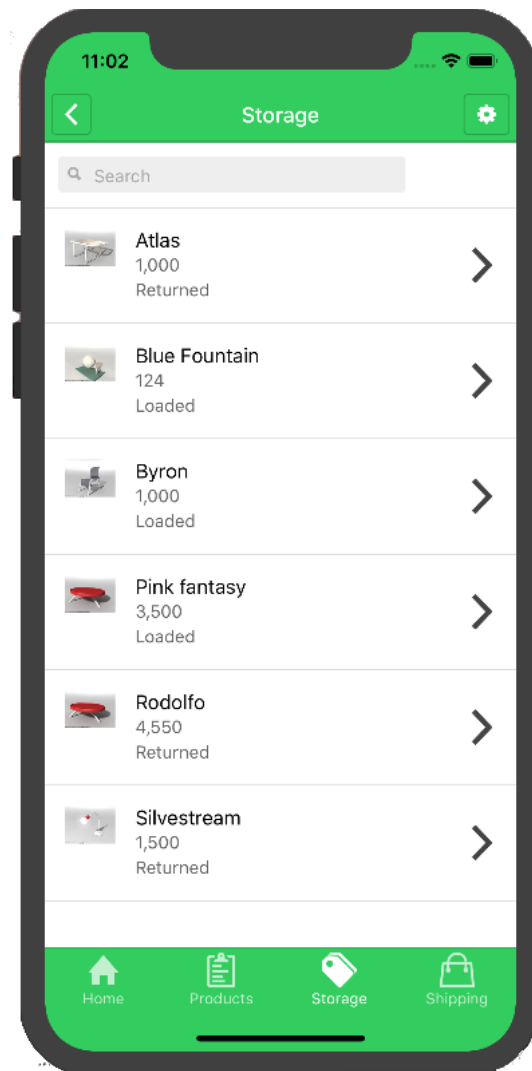 11:02
Storage
Search
Atlas
1,000
Returned
Blue Fountain
124
Loaded
Byron
1,000
Loaded
Pink fantasy
3,500
Loaded
Rodolfo
4,550
Returned
Silvestream
1,500
Returned
Home Products Storage Shipping